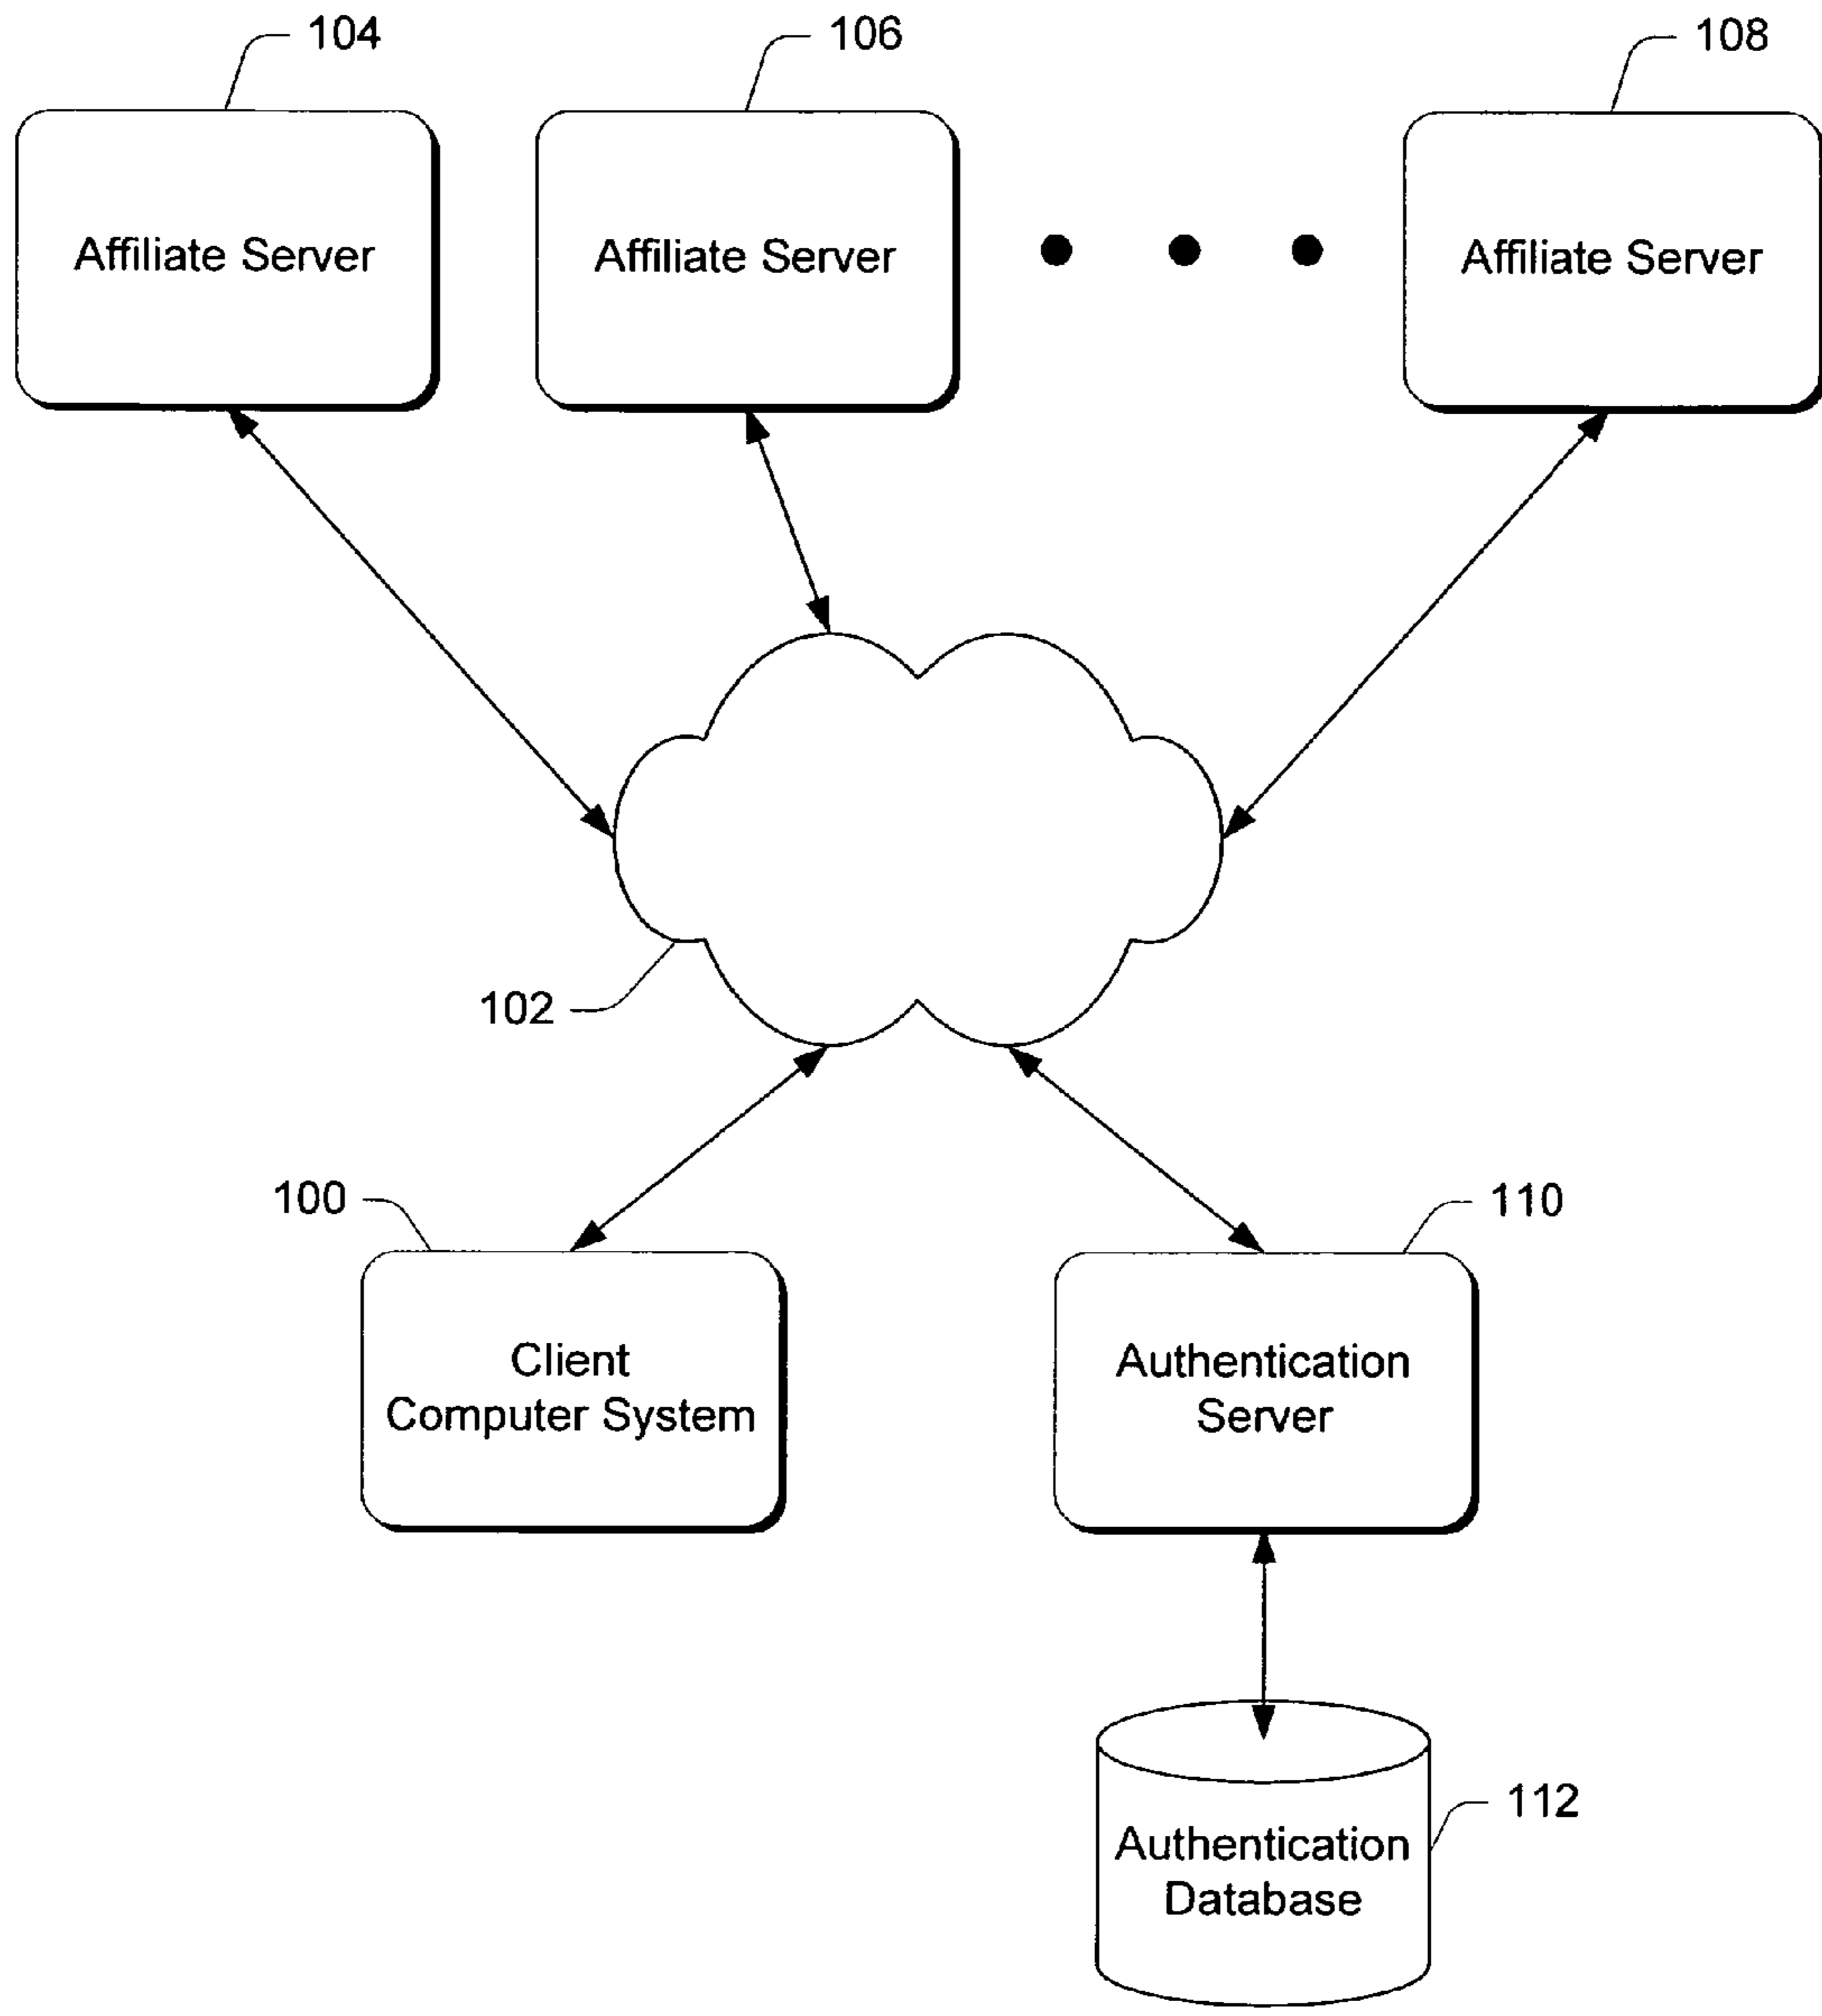 104
106
108
Affiliate Server
Affiliate Server
Affiliate Server
102
100
110
Client
Computer System
Authentication
Server
112
Authentication
Database